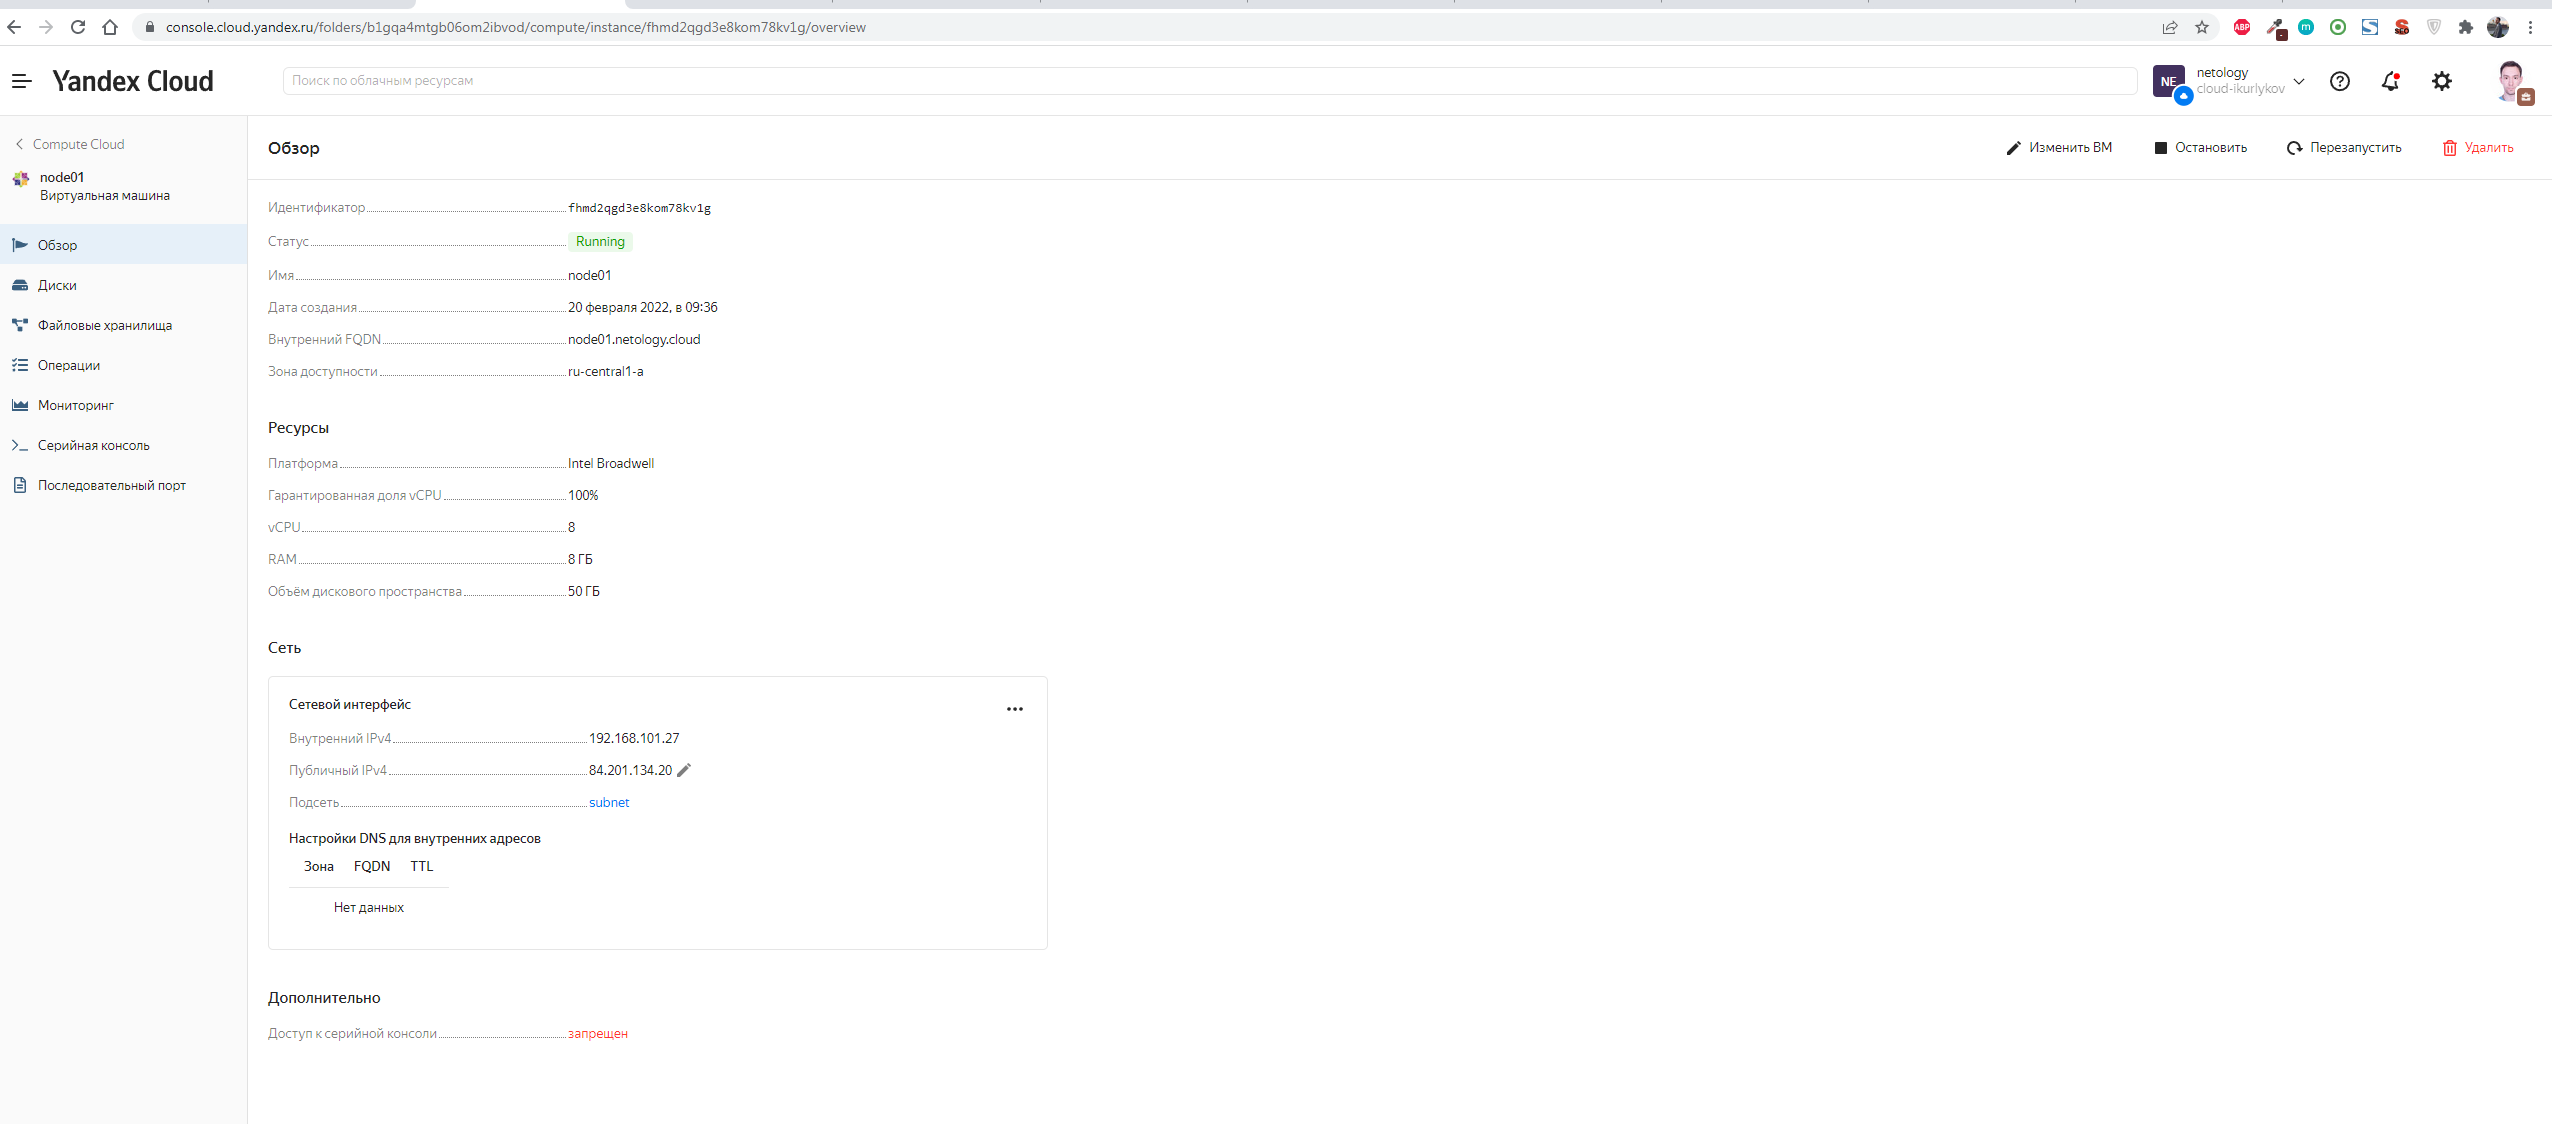 console.cloud.yandex.ru/folders/b1gqa4mtgb06om2ibvod/compute/instance/fhmd2qgd3e8kom78kv1g/overview
ABP
m
SEO
Yandex Cloud
Поиск по облачным ресурсам
NE
netology
cloud-ikurlykov
Compute Cloud
node01
Виртуальная машина
Обзор
Диски
Файловые хранилища
Операции
Мониторинг
Серийная консоль
Последовательный порт
Обзор
Изменить ВМ
Остановить
Перезапустить
Удалить
Идентификатор fhmd2qgd3e8kom78kv1g
Статус Running
Имя node01
Дата создания 20 февраля 2022, в 09:36
Внутренний FQDN node01.netology.cloud
Зона доступности ru-central1-a
Ресурсы
Платформа Intel Broadwell
Гарантированная доля vCPU 100%
vCPU 8
RAM 8 ГБ
Объём дискового пространства 50 ГБ
Сеть
Сетевой интерфейс
Внутренний IPv4 192.168.101.27
Публичный IPv4 84.201.134.20
Подсеть subnet
Настройки DNS для внутренних адресов
Зона FQDN TTL
Нет данных
Дополнительно
Доступ к серийной консоли запрещен